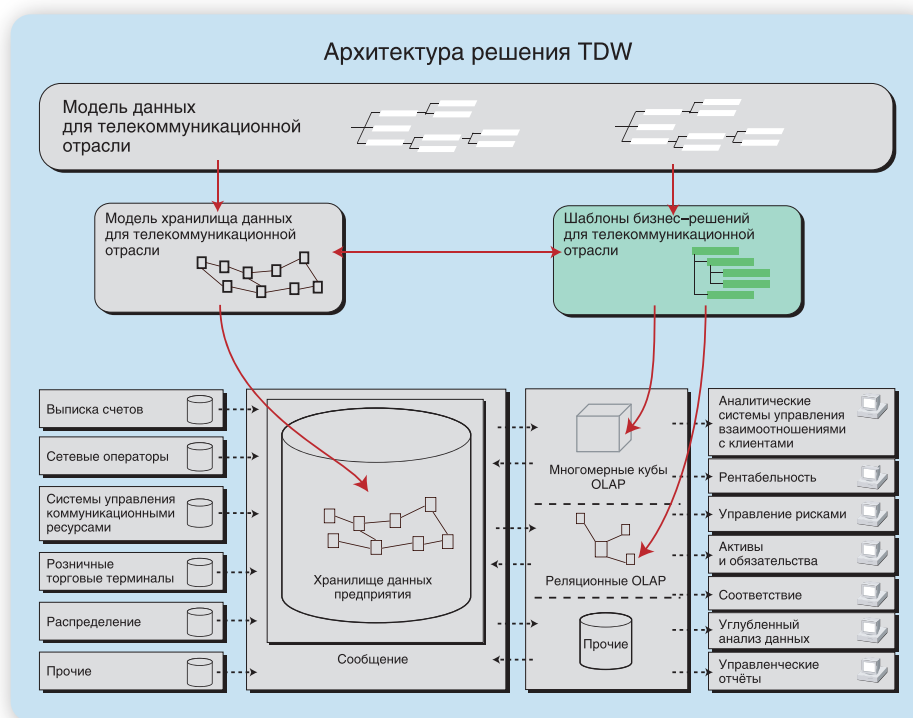 Архитектура решения TDW
Модель данных
для телекоммуникационной
отрасли
Модель хранилища данных
для телекоммуникационной
отрасли
Шаблоны бизнес–решений
для телекоммуникационной
отрасли
Выписка счетов
Сетевые операторы
Системы управления
коммуникационными
ресурсами
Розничные
торговые терминалы
Распределение
Прочие
Хранилище данных
предприятия
Сообщение
Многомерные кубы
OLAP
Реляционные OLAP
Прочие
Аналитические
системы управления
взаимоотношениями
с клиентами
Рентабельность
Управление рисками
Активы
и обязательства
Соответствие
Углубленный
анализ данных
Управленческие
отчёты